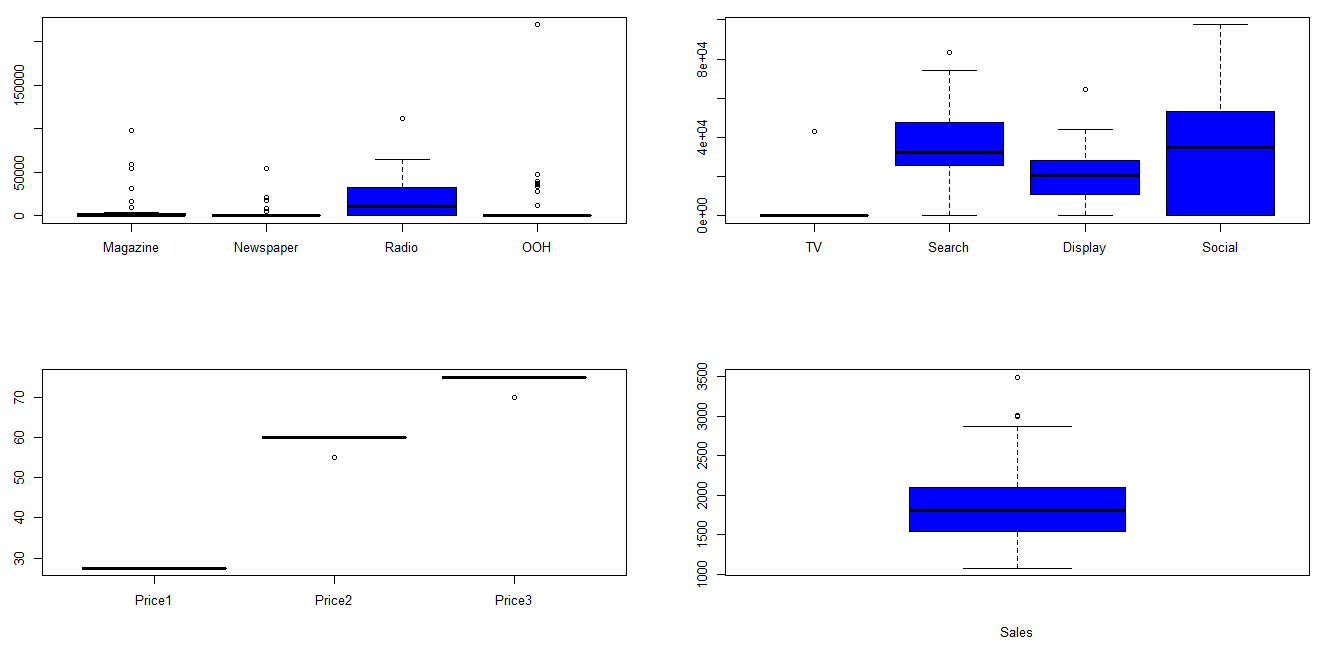 150000
50000
0
Magazine Newspaper Radio OOH
8e+04
4e+04
0e+00
TV Search Display Social
70
60
50
40
30
Price1 Price2 Price3
3500
3000
2500
2000
1500
1000
Sales